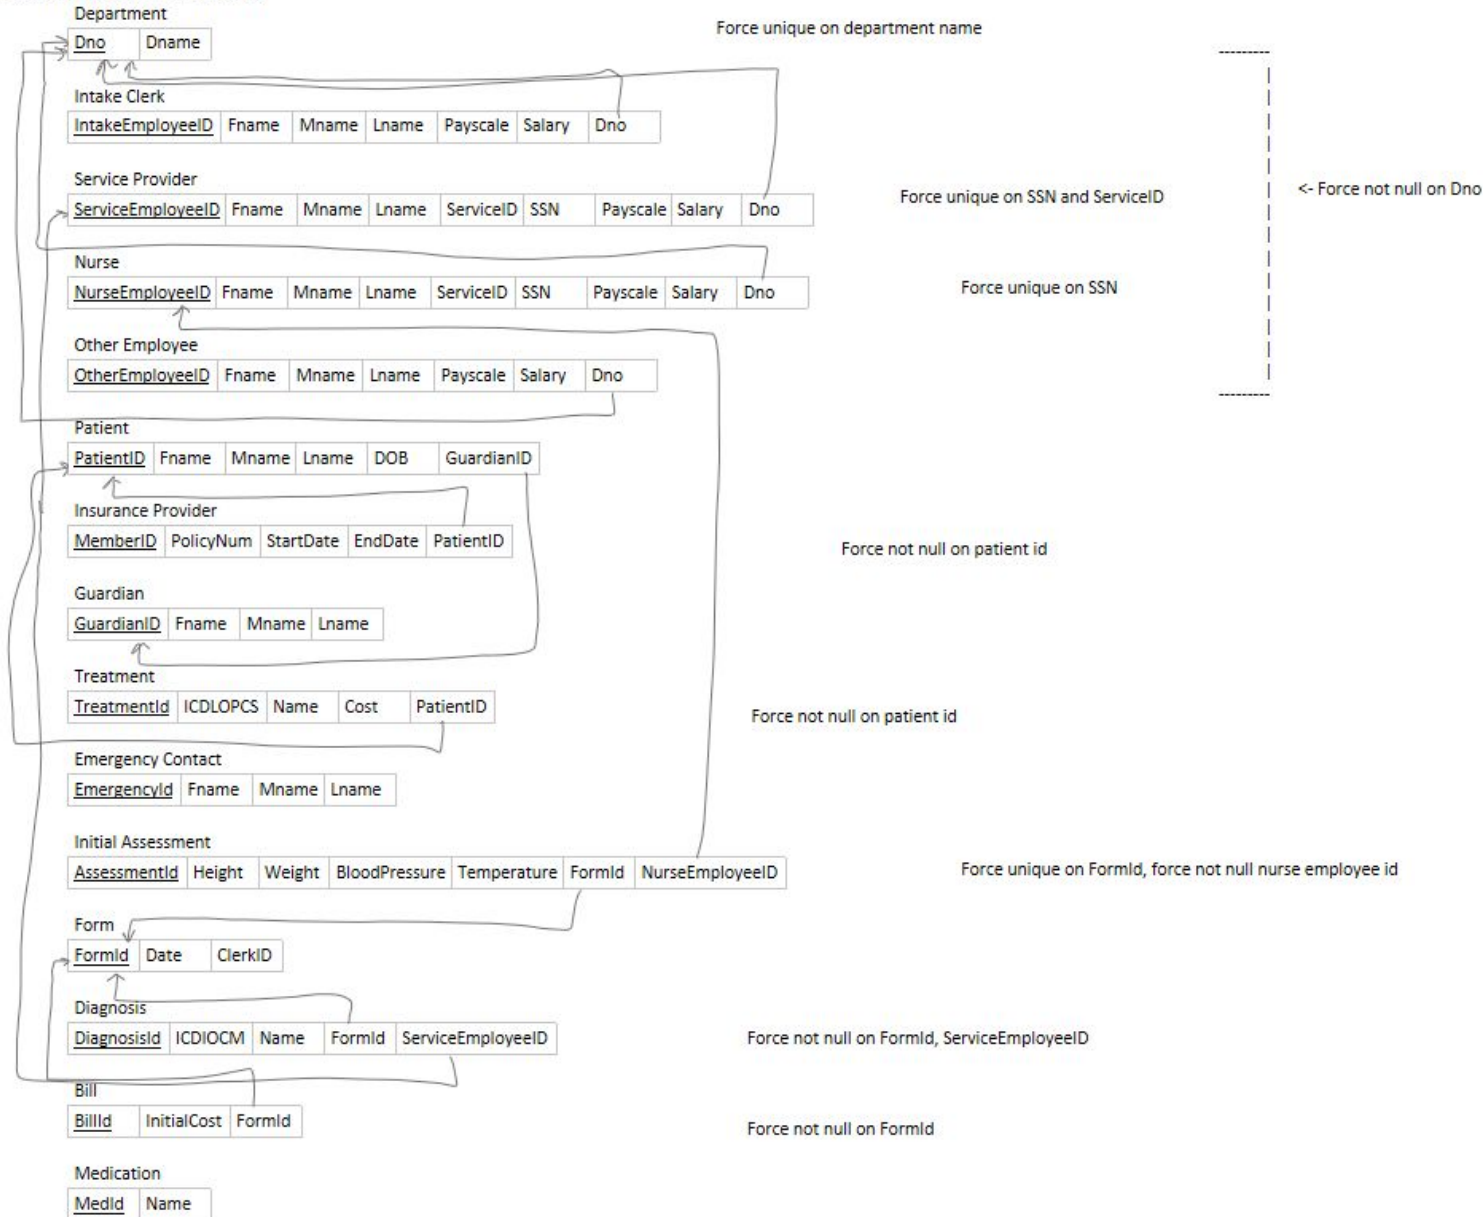 Department
Force unique on department name
Dno Dname
Intake Clerk
IntakeEmployeeID Fname Mname Lname Payscale Salary Dno
Service Provider
<- Force not null on Dno
Force unique on SSN and ServiceID
ServiceEmployeeID Fname Mname Lname ServiceID SSN Payscale Salary Dno
Nurse
Force unique on SSN
NurseEmployeeID Fname Mname Lname ServiceID SSN Payscale Salary Dno
Other Employee
OtherEmployeeID Fname Mname Lname Payscale Salary Dno
Patient
PatientID Fname Mname Lname DOB GuardianID
Insurance Provider
MemberID PolicyNum StartDate EndDate PatientID
Force not null on patient id
Guardian
GuardianID Fname Mname Lname
Treatment
TreatmentId ICDLOPCS Name Cost PatientID
Force not null on patient id
Emergency Contact
EmergencyId Fname Mname Lname
Initial Assessment
AssessmentId Height Weight BloodPressure Temperature FormId NurseEmployeeID
Force unique on FormId, force not null nurse employee id
Form
FormId Date ClerkID
Diagnosis
DiagnosisId ICDIOCM Name FormId ServiceEmployeeID
Force not null on FormId, ServiceEmployeeID
Bill
BillId InitialCost FormId
Force not null on FormId
Medication
MedId Name